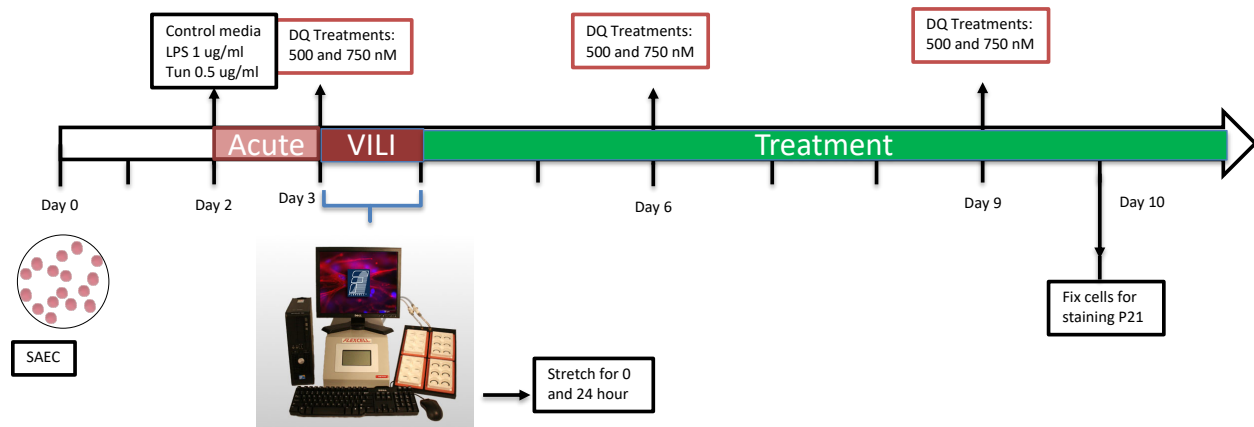 Control media
LPS 1 ug/ml
Tun 0.5 ug/ml
DQ Treatments:
500 and 750 nM
DQ Treatments:
500 and 750 nM
DQ Treatments:
500 and 750 nM
Acute
VILI
Treatment
Day 0
Day 2
Day 3
Day 6
Day 9
Day 10
SAEC
FLEXCELL
Stretch for 0
and 24 hour
Fix cells for
staining P21